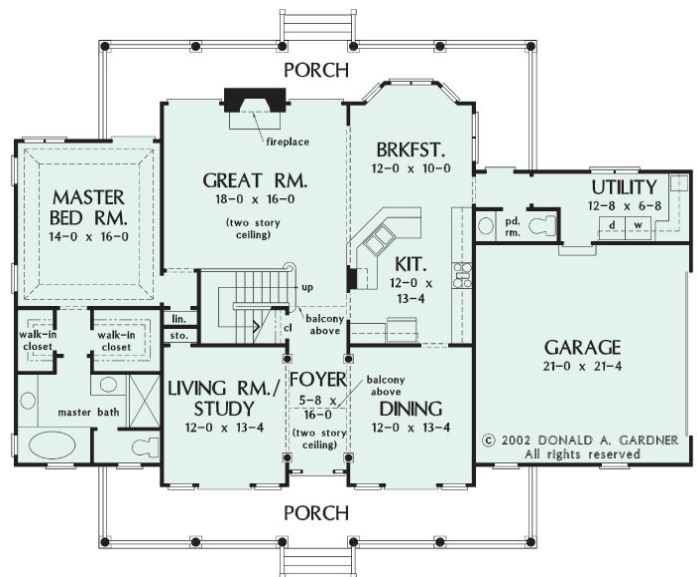 PORCH
fireplace
BRKFST.
12-0 x 10-0
GREAT RM.
18-0 x 16-0
(two story
ceiling)
MASTER
BED RM.
14-0 x 16-0
UTILITY
12-8 x 6-8
d w
pd.
rm.
KIT.
12-0 x
13-4
up
balcony
above
cl
lin.
sto.
walk-in
closet
walk-in
closet
GARAGE
21-0 x 21-4
LIVING RM./
STUDY
12-0 x 13-4
FOYER
5-8 x
16-0
(two story
ceiling)
balcony
above
DINING
12-0 x 13-4
master bath
© 2002 DONALD A. GARDNER
All rights reserved
PORCH